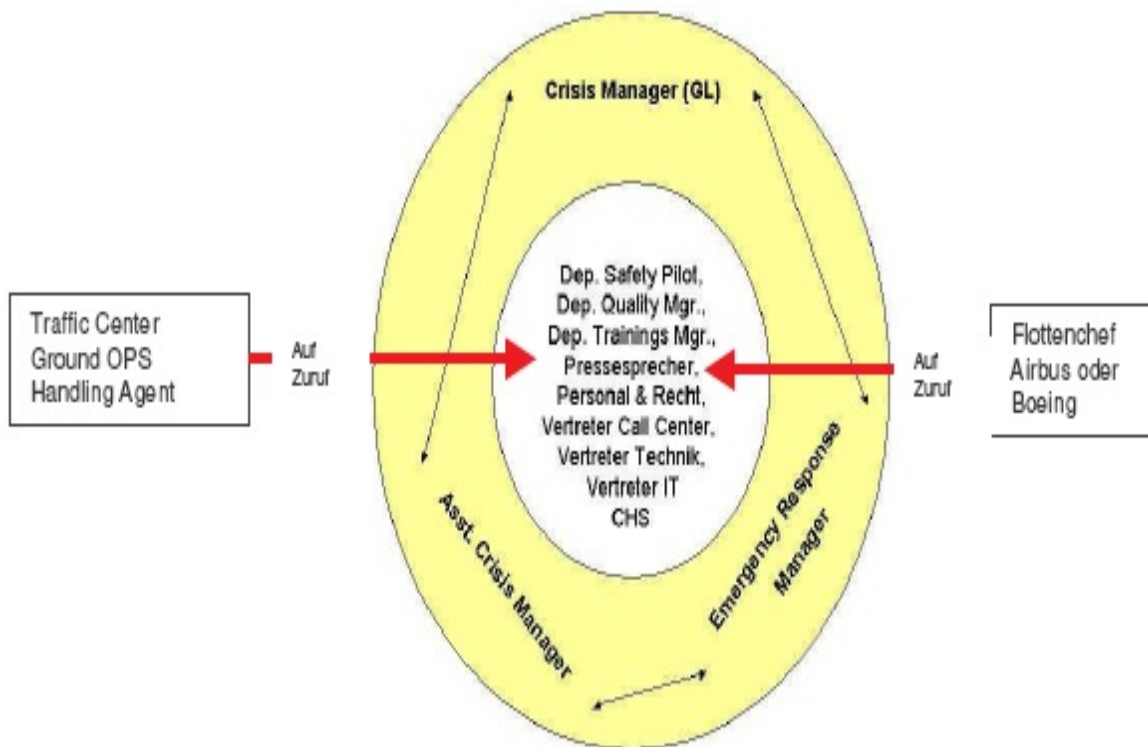 Crisis Manager (GL)
Dep. Safety Pilot,
Dep. Quality Mgr.,
Dep. Trainings Mgr.,
Pressesprecher,
Personal & Recht,
Vertreter Call Center,
Vertreter Technik,
Vertreter IT
CHS
Traffic Center
Ground OPS
Handling Agent
Auf
Zuruf
Auf
Zuruf
Flottenchef
Airbus oder
Boeing
Asst. Crisis Manager
Emergency Response
Manager